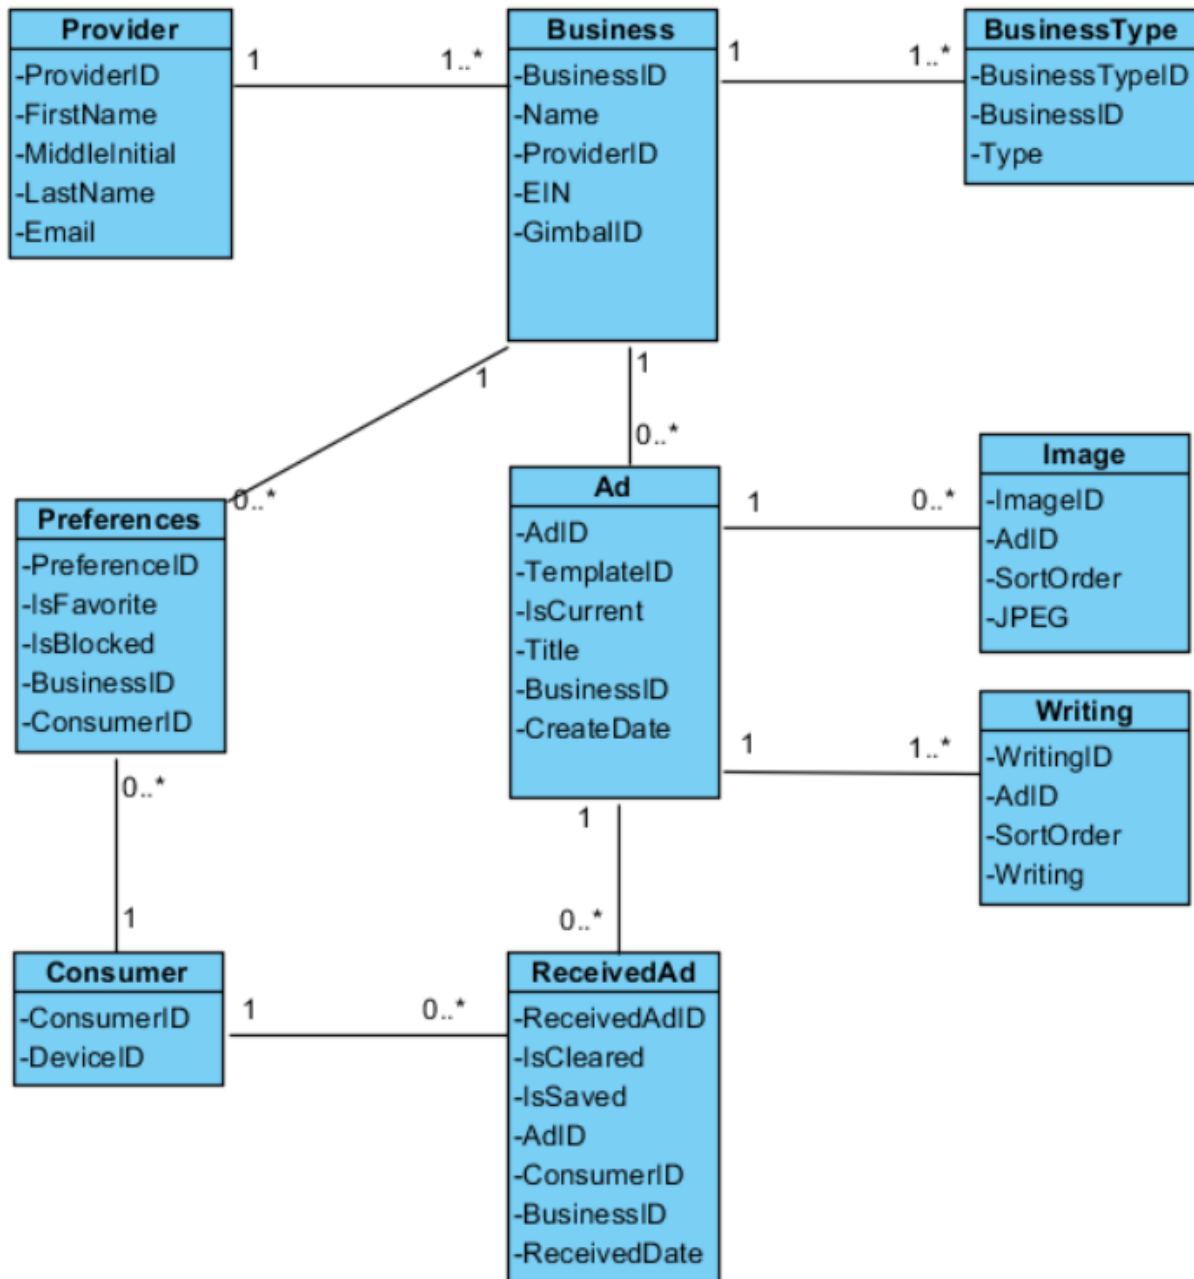 Provider
-ProviderID
-FirstName
-MiddleInitial
-LastName
-Email
1
1..*
Business
-BusinessID
-Name
-ProviderID
-EIN
-GimbalID
1
1..*
BusinessType
-BusinessTypeID
-BusinessID
-Type
1
0..*
1
0..*
Preferences
-PreferenceID
-IsFavorite
-IsBlocked
-BusinessID
-ConsumerID
Ad
-AdID
-TemplateID
-IsCurrent
-Title
-BusinessID
-CreateDate
1
0..*
Image
-ImageID
-AdID
-SortOrder
-JPEG
1
1..*
Writing
-WritingID
-AdID
-SortOrder
-Writing
0..*
1
1
0..*
Consumer
-ConsumerID
-DeviceID
1
0..*
ReceivedAd
-ReceivedAdID
-IsCleared
-IsSaved
-AdID
-ConsumerID
-BusinessID
-ReceivedDate